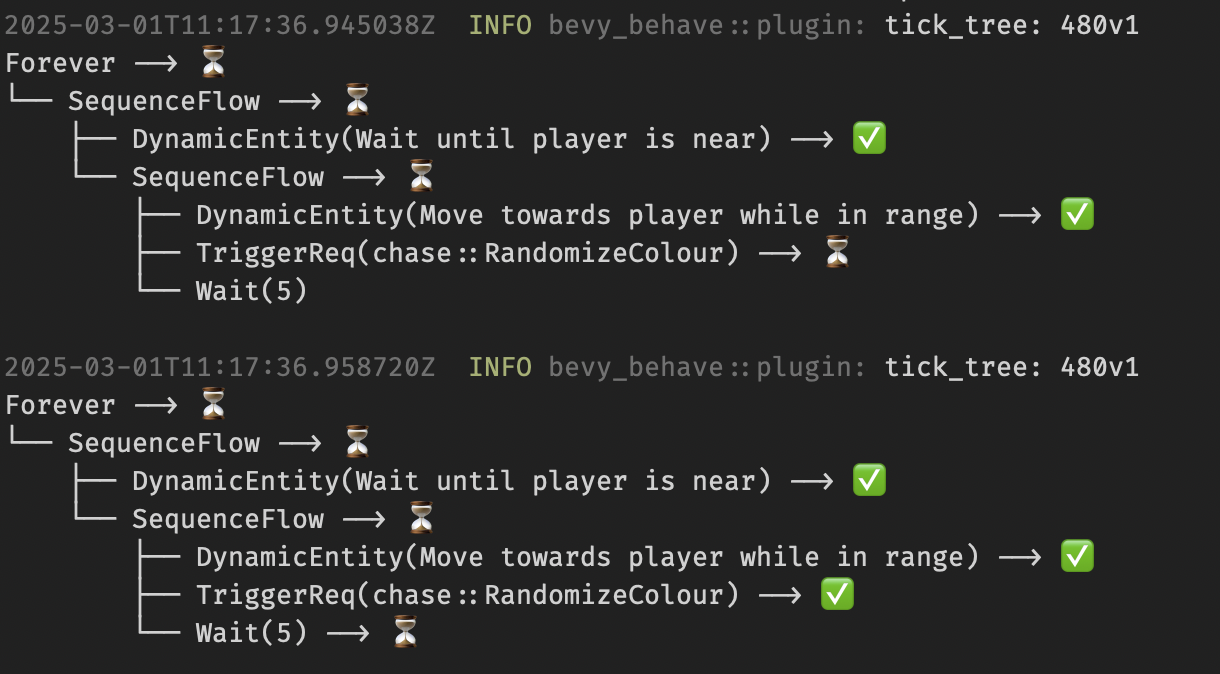 2025-03-01T11:17:36.945038Z  INFO bevy_behave::plugin: tick_tree: 480v1
Forever --> ⏳
└── SequenceFlow --> ⏳
    ├── DynamicEntity(Wait until player is near) --> ✅
    └── SequenceFlow --> ⏳
        ├── DynamicEntity(Move towards player while in range) --> ✅
        ├── TriggerReq(chase::RandomizeColour) --> ⏳
        └── Wait(5)

2025-03-01T11:17:36.958720Z  INFO bevy_behave::plugin: tick_tree: 480v1
Forever --> ⏳
└── SequenceFlow --> ⏳
    ├── DynamicEntity(Wait until player is near) --> ✅
    └── SequenceFlow --> ⏳
        ├── DynamicEntity(Move towards player while in range) --> ✅
        ├── TriggerReq(chase::RandomizeColour) --> ✅
        └── Wait(5) --> ⏳